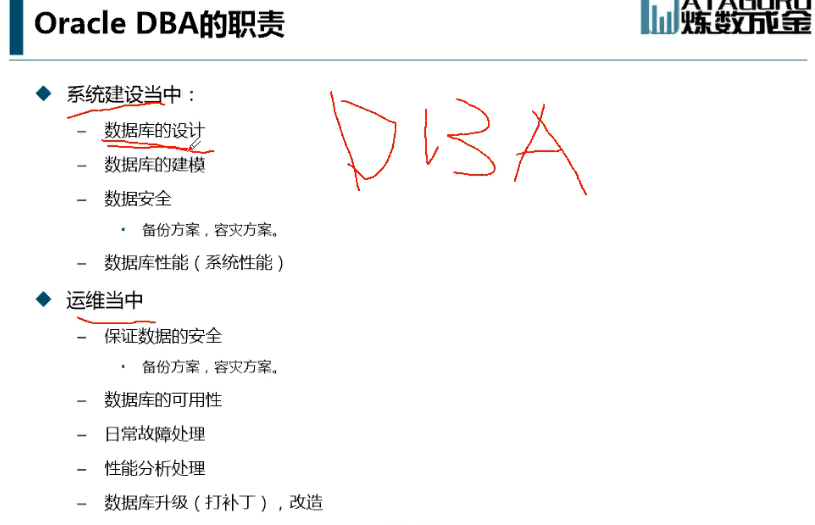 Oracle DBA的职责
ATAGURU
炼数成金
系统建设当中：
DBA
– 数据库的设计
– 数据库的建模
– 数据安全
· 备份方案，容灾方案。
– 数据库性能（系统性能）
运维当中
– 保证数据的安全
· 备份方案，容灾方案。
– 数据库的可用性
– 日常故障处理
– 性能分析处理
– 数据库升级（打补丁），改造